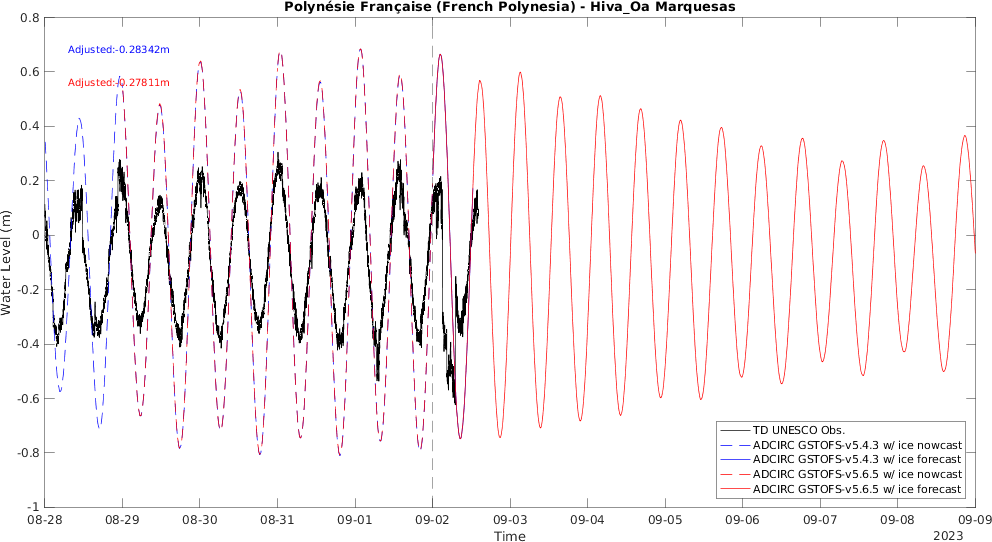 Polynésie Française (French Polynesia) - Hiva_Oa Marquesas
Adjusted:-0.28342m
Adjusted:-0.27811m
Water Level (m)
0.8
0.6
0.4
0.2
0
-0.2
-0.4
-0.6
-0.8
-1
TD UNESCO Obs.
ADCIRC GSTOFS-v5.4.3 w/ ice nowcast
ADCIRC GSTOFS-v5.4.3 w/ ice forecast
ADCIRC GSTOFS-v5.6.5 w/ ice nowcast
ADCIRC GSTOFS-v5.6.5 w/ ice forecast
08-28 08-29 08-30 08-31 09-01 09-02 09-03 09-04 09-05 09-06 09-07 09-08 09-09
Time
2023